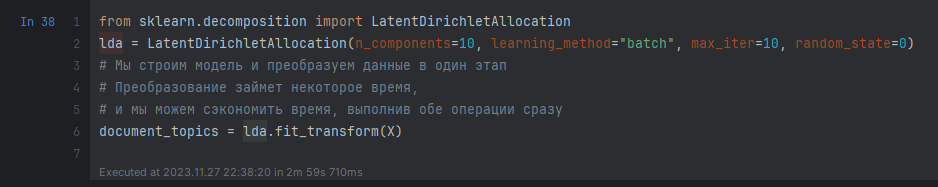 In 38
1 from sklearn.decomposition import LatentDirichletAllocation
2 lda = LatentDirichletAllocation(n_components=10, learning_method="batch", max_iter=10, random_state=0)
3 # Мы строим модель и преобразуем данные в один этап
4 # Преобразование займет некоторое время,
5 # и мы можем сэкономить время, выполнив обе операции сразу
6 document_topics = lda.fit_transform(X)
7
Executed at 2023.11.27 22:38:20 in 2m 59s 710ms